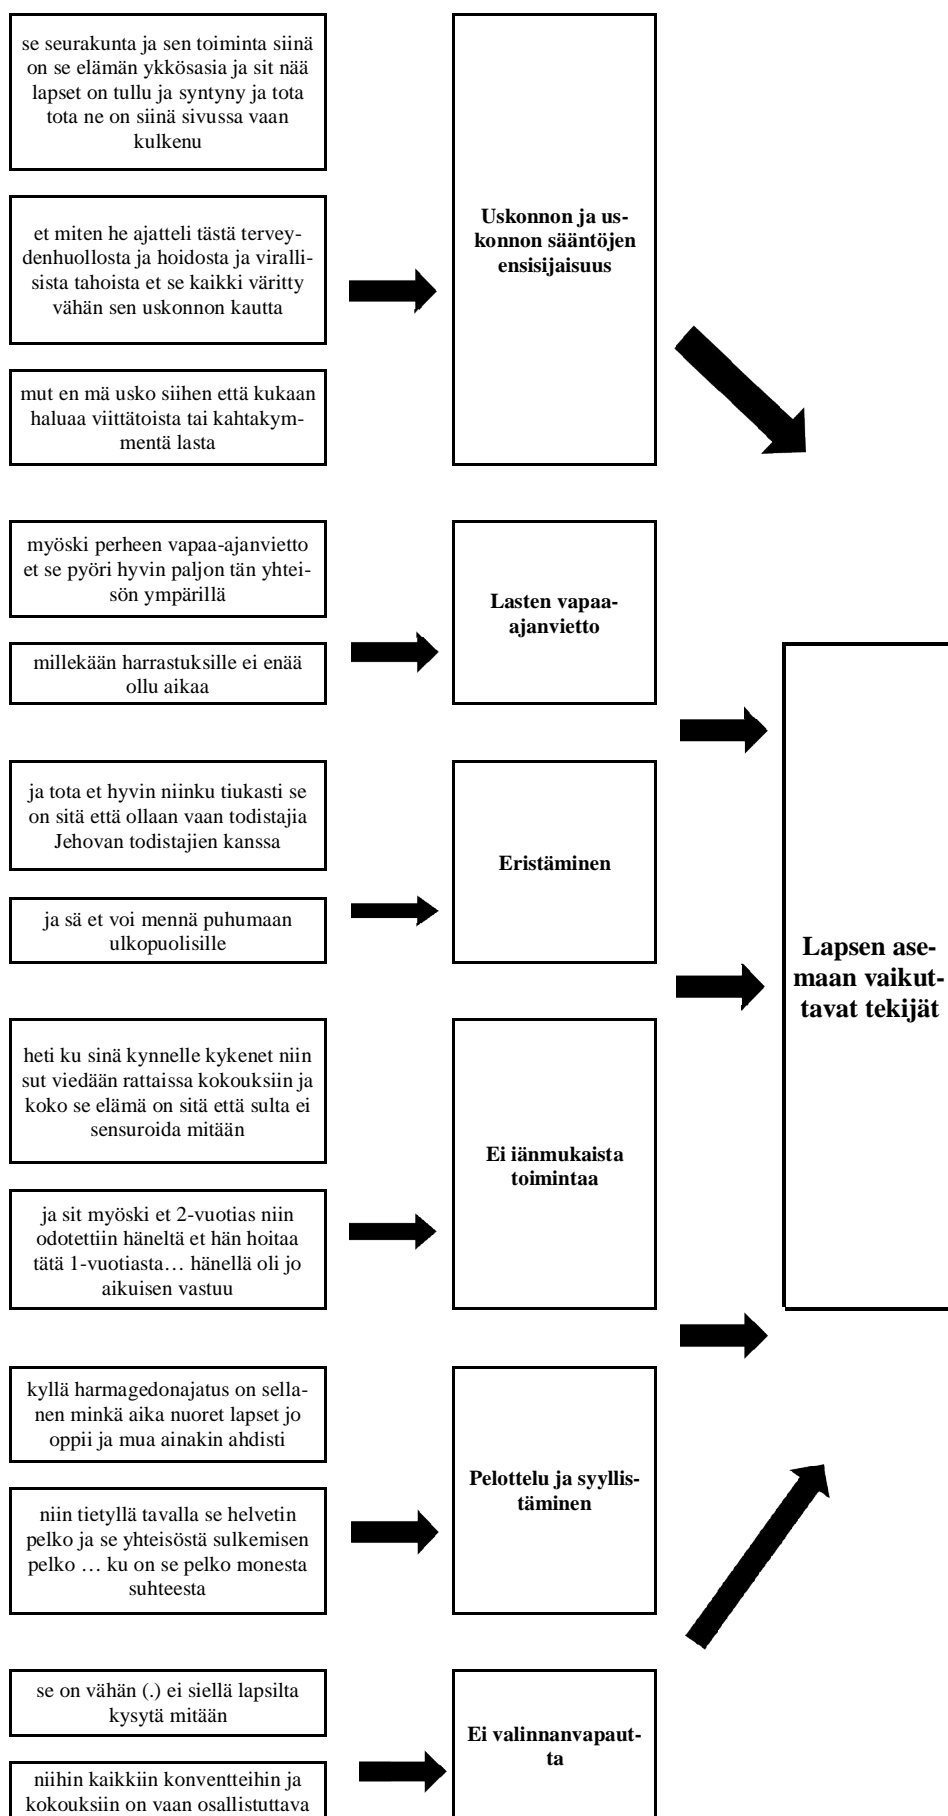 se seurakunta ja sen toiminta siinä
on se elämän ykkösasia ja sit nää
lapset on tullu ja syntyny ja tota
tota ne on siinä sivussa vaan
kulkenu
et miten he ajatteli tästä tervey-
denhuollosta ja hoidosta ja viralli-
sista tahoista et se kaikki värittyy
vähän sen uskonnon kautta
mut en mä usko siihen että kukaan
haluaa viittätoista tai kahtakym-
mentä lasta
Uskonnon ja us-
konnon sääntöjen
ensisijaisuus
myöski perheen vapaa-ajanvietto
et se pyöri hyvin paljon tän yhtei-
sön ympärillä
millekään harrastuksille ei enää
ollu aikaa
Lasten vapaa-
ajanvietto
ja tota et hyvin niinku tiukasti se
on sitä että ollaan vaan todistajia
Jehovan todistajien kanssa
ja sä et voi mennä puhumaan
ulkopuolisille
Eristäminen
heti ku sinä kynnelle kykenet niin
sut viedään rattaissa kokouksiin ja
koko se elämä on sitä että sulta ei
sensuroida mitään
ja sit myöski et 2-vuotias niin
odotettiin häneltä et hän hoitaa
tätä 1-vuotiasta… hänellä oli jo
aikuisen vastuu
Ei iänmukaista
toimintaa
kyllä harmagedonajatus on sella-
nen minkä aika nuoret lapset jo
oppii ja mua ainakin ahdisti
niin tietyllä tavalla se helvetin
pelko ja se yhteisöstä sulkemisen
pelko … ku on se pelko monesta
suhteesta
Pelottelu ja syyllis-
täminen
se on vähän (.) ei siellä lapsilta
kysytä mitään
niihin kaikkiin konventteihin ja
kokouksiin on vaan osallistuttava
Ei valinnanvapaut-
ta
Lapsen ase-
maan vaikut-
tavat tekijät